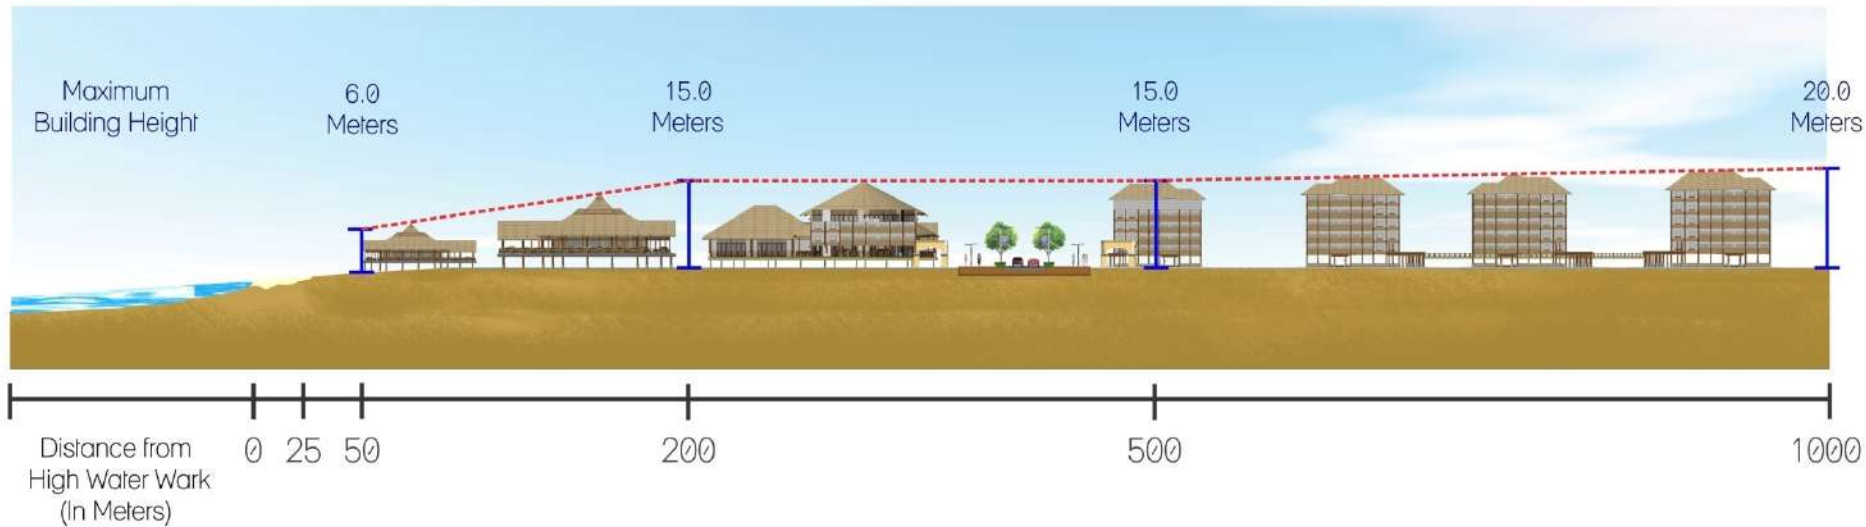 Maximum
Building Height
6.0
Meters
15.0
Meters
15.0
Meters
20.0
Meters
0 25 50 200 500 1000
Distance from
High Water Wark
(In Meters)